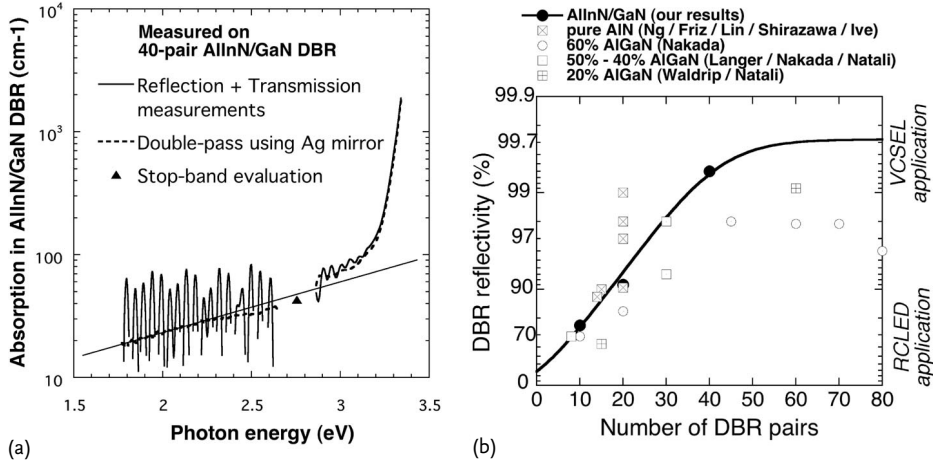 Measured on
40-pair AlInN/GaN DBR
Reflection + Transmission
measurements
Double-pass using Ag mirror
Stop-band evaluation
Absorption in AlInN/GaN DBR (cm-1)
10^4
10^3
100
10
1.5 2 2.5 3 3.5
Photon energy (eV)
(a)
AlInN/GaN (our results)
pure AlN (Ng / Friz / Lin / Shirazawa / Ive)
60% AlGaN (Nakada)
50% - 40% AlGaN (Langer / Nakada / Natali)
20% AlGaN (Waldrip / Natali)
DBR reflectivity (%)
99.9
99.7
99
97
90
70
0
0 10 20 30 40 50 60 70 80
Number of DBR pairs
VCSEL
application
RCLED
application
(b)